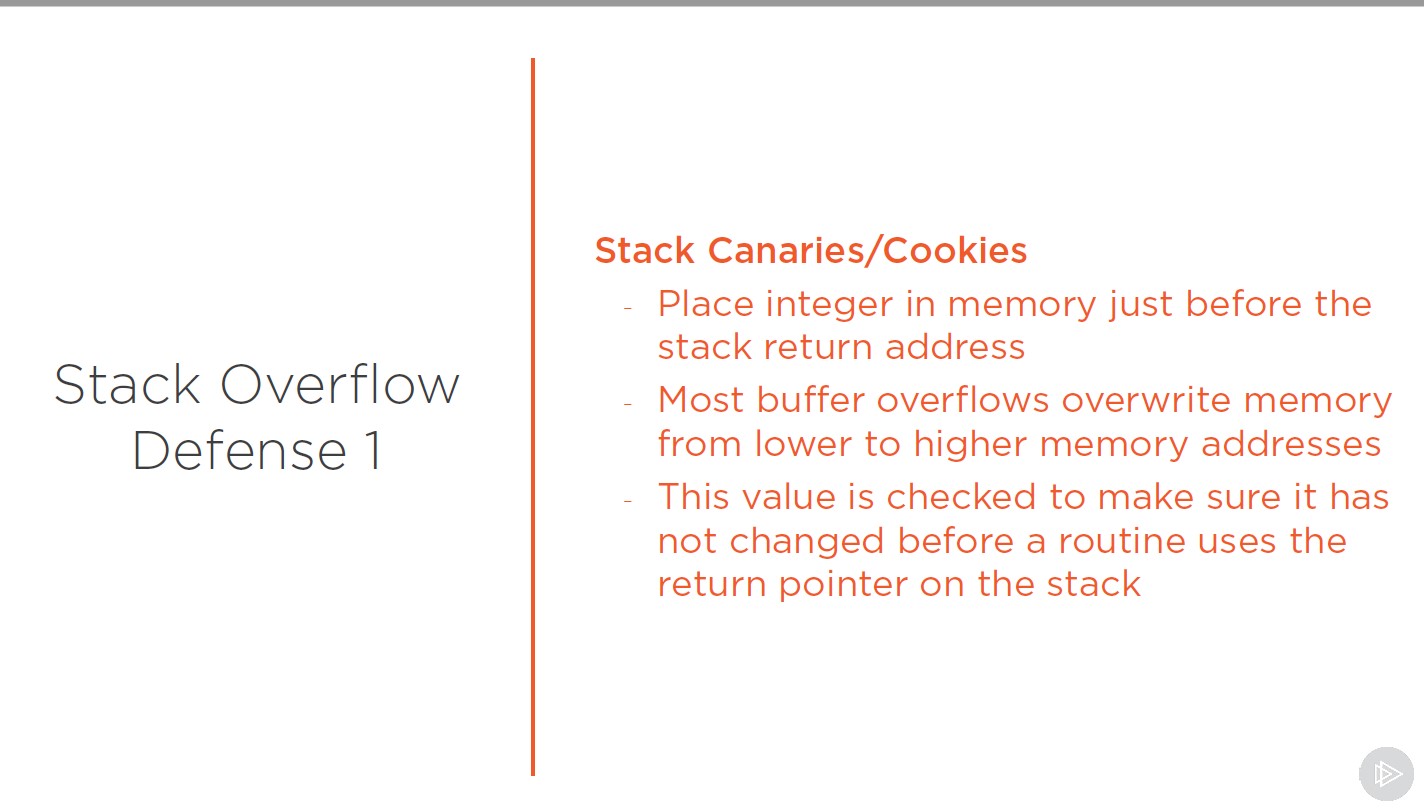 Stack Overflow
Defense 1
Stack Canaries/Cookies
- Place integer in memory just before the
stack return address
- Most buffer overflows overwrite memory
from lower to higher memory addresses
- This value is checked to make sure it has
not changed before a routine uses the
return pointer on the stack